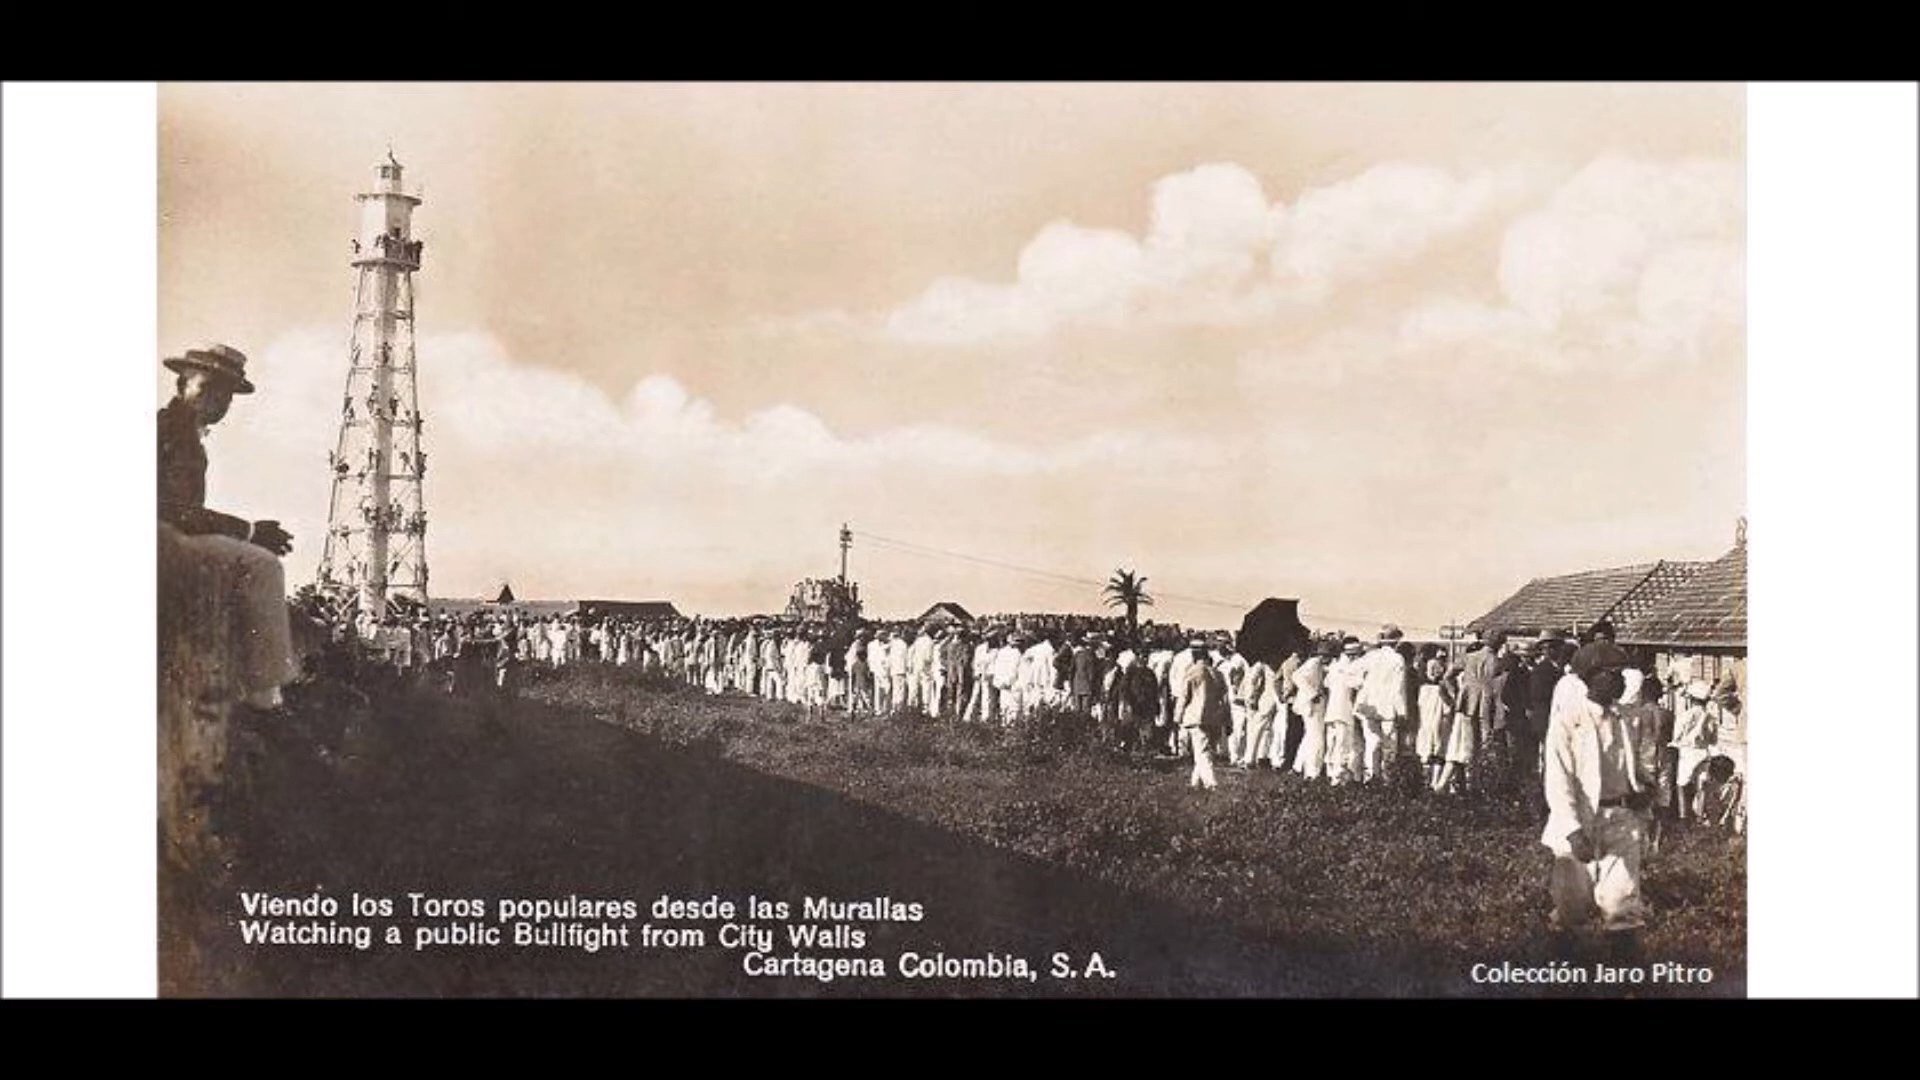 Viendo los Toros populares desde las Murallas
Watching a public Bullfight from City Walls
Cartagena Colombia, S. A.
Colección Jaro Pitro